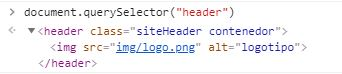 > document.querySelector("header")
<· ▼<header class="siteHeader contenedor">
<img src="img/logo.png" alt="logotipo">
</header>